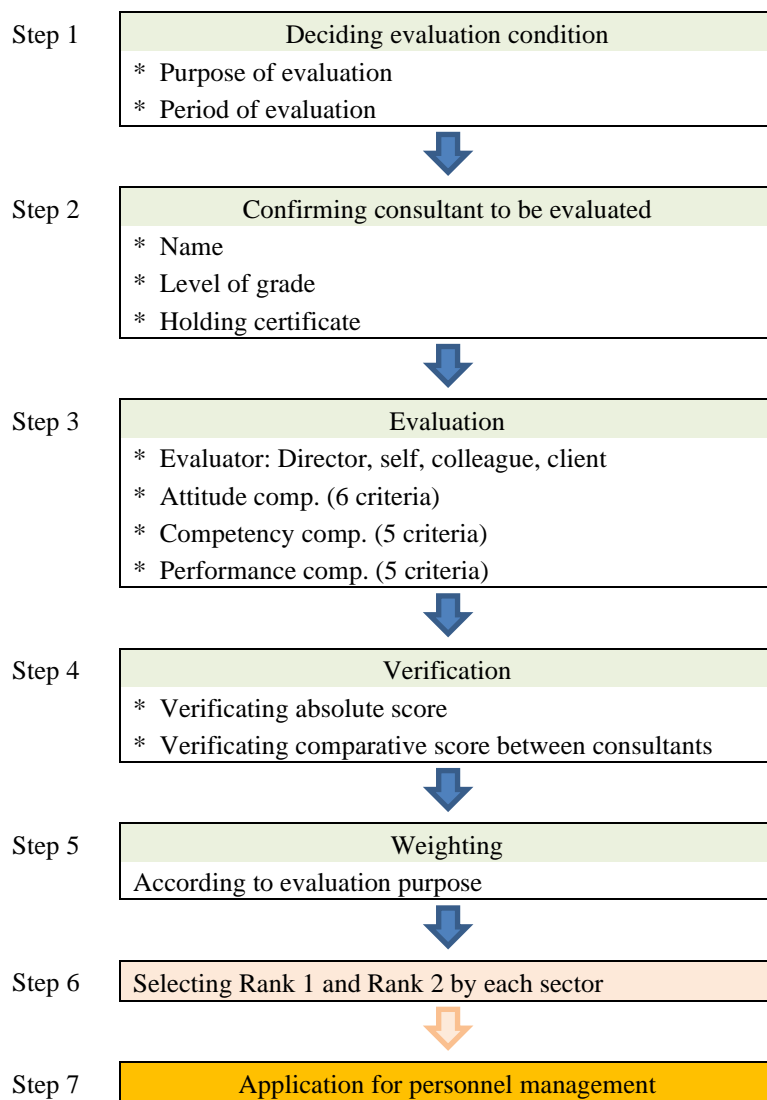 Step 1
Deciding evaluation condition
* Purpose of evaluation
* Period of evaluation
Step 2
Confirming consultant to be evaluated
* Name
* Level of grade
* Holding certificate
Step 3
Evaluation
* Evaluator: Director, self, colleague, client
* Attitude comp. (6 criteria)
* Competency comp. (5 criteria)
* Performance comp. (5 criteria)
Step 4
Verification
* Verificating absolute score
* Verificating comparative score between consultants
Step 5
Weighting
According to evaluation purpose
Step 6
Selecting Rank 1 and Rank 2 by each sector
Step 7
Application for personnel management